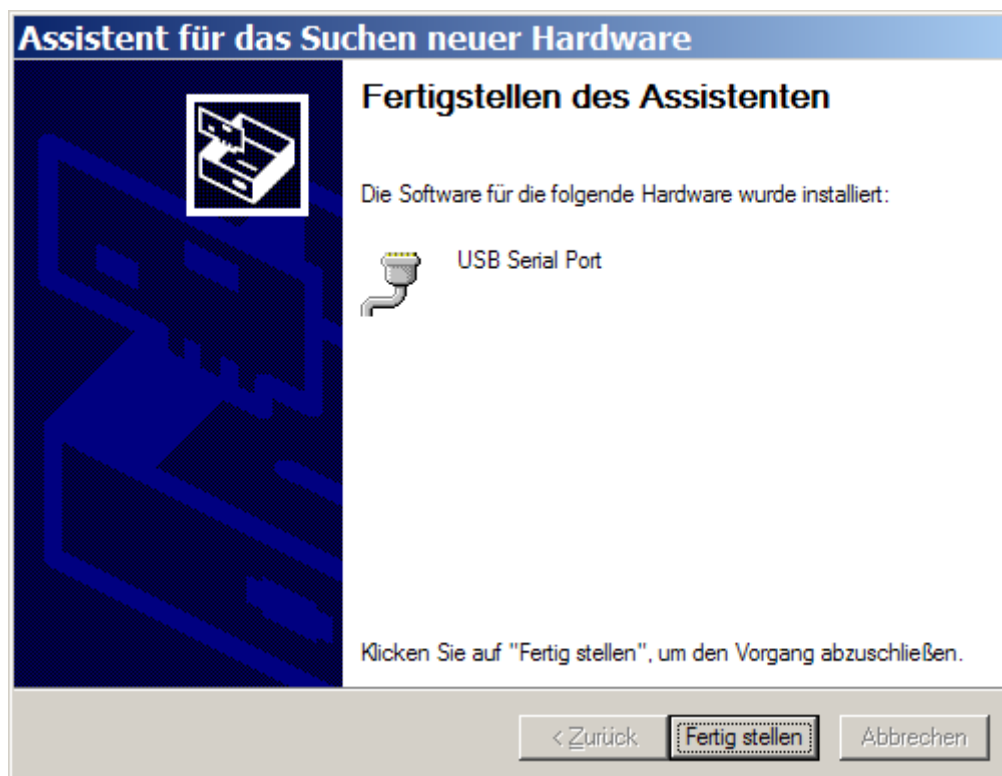 Assistent für das Suchen neuer Hardware
Fertigstellen des Assistenten
Die Software für die folgende Hardware wurde installiert:
USB Serial Port
Klicken Sie auf "Fertig stellen", um den Vorgang abzuschließen.
< Zurück Fertig stellen Abbrechen